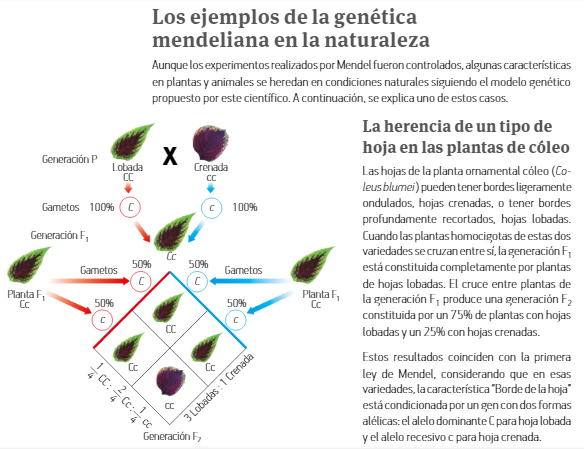 Los ejemplos de la genética
mendeliana en la naturaleza
Aunque los experimentos realizados por Mendel fueron controlados, algunas características
en plantas y animales se heredan en condiciones naturales siguiendo el modelo genético
propuesto por este científico. A continuación, se explica uno de estos casos.
Generación P
Lobada
CC
X
Crenada
cc
Gametos 100% C
c 100%
Generación F₁
Cc
Planta F₁
Cc
Gametos
50%
C
50%
c
50%
C
Gametos
50%
c
Planta F₁
Cc
CC
Cc
Cc
cc
1/4 CC : 2/4 Cc : 1/4 cc
3 Lobadas : 1 Crenada
Generación F₂
La herencia de un tipo de
hoja en las plantas de cóleo
Las hojas de la planta ornamental cóleo (Co-
leus blumei) pueden tener bordes ligeramente
ondulados, hojas crenadas, o tener bordes
profundamente recortados, hojas lobadas.
Cuando las plantas homocigotas de estas dos
variedades se cruzan entre sí, la generación F₁
está constituida completamente por plantas
de hojas lobadas. El cruce entre plantas de
la generación F₁ produce una generación F₂
constituida por un 75% de plantas con hojas
lobadas y un 25% con hojas crenadas.
Estos resultados coinciden con la primera
ley de Mendel, considerando que en esas
variedades, la característica "Borde de la hoja"
está condicionada por un gen con dos formas
alélicas: el alelo dominante C para hoja lobada
y el alelo recesivo c para hoja crenada.